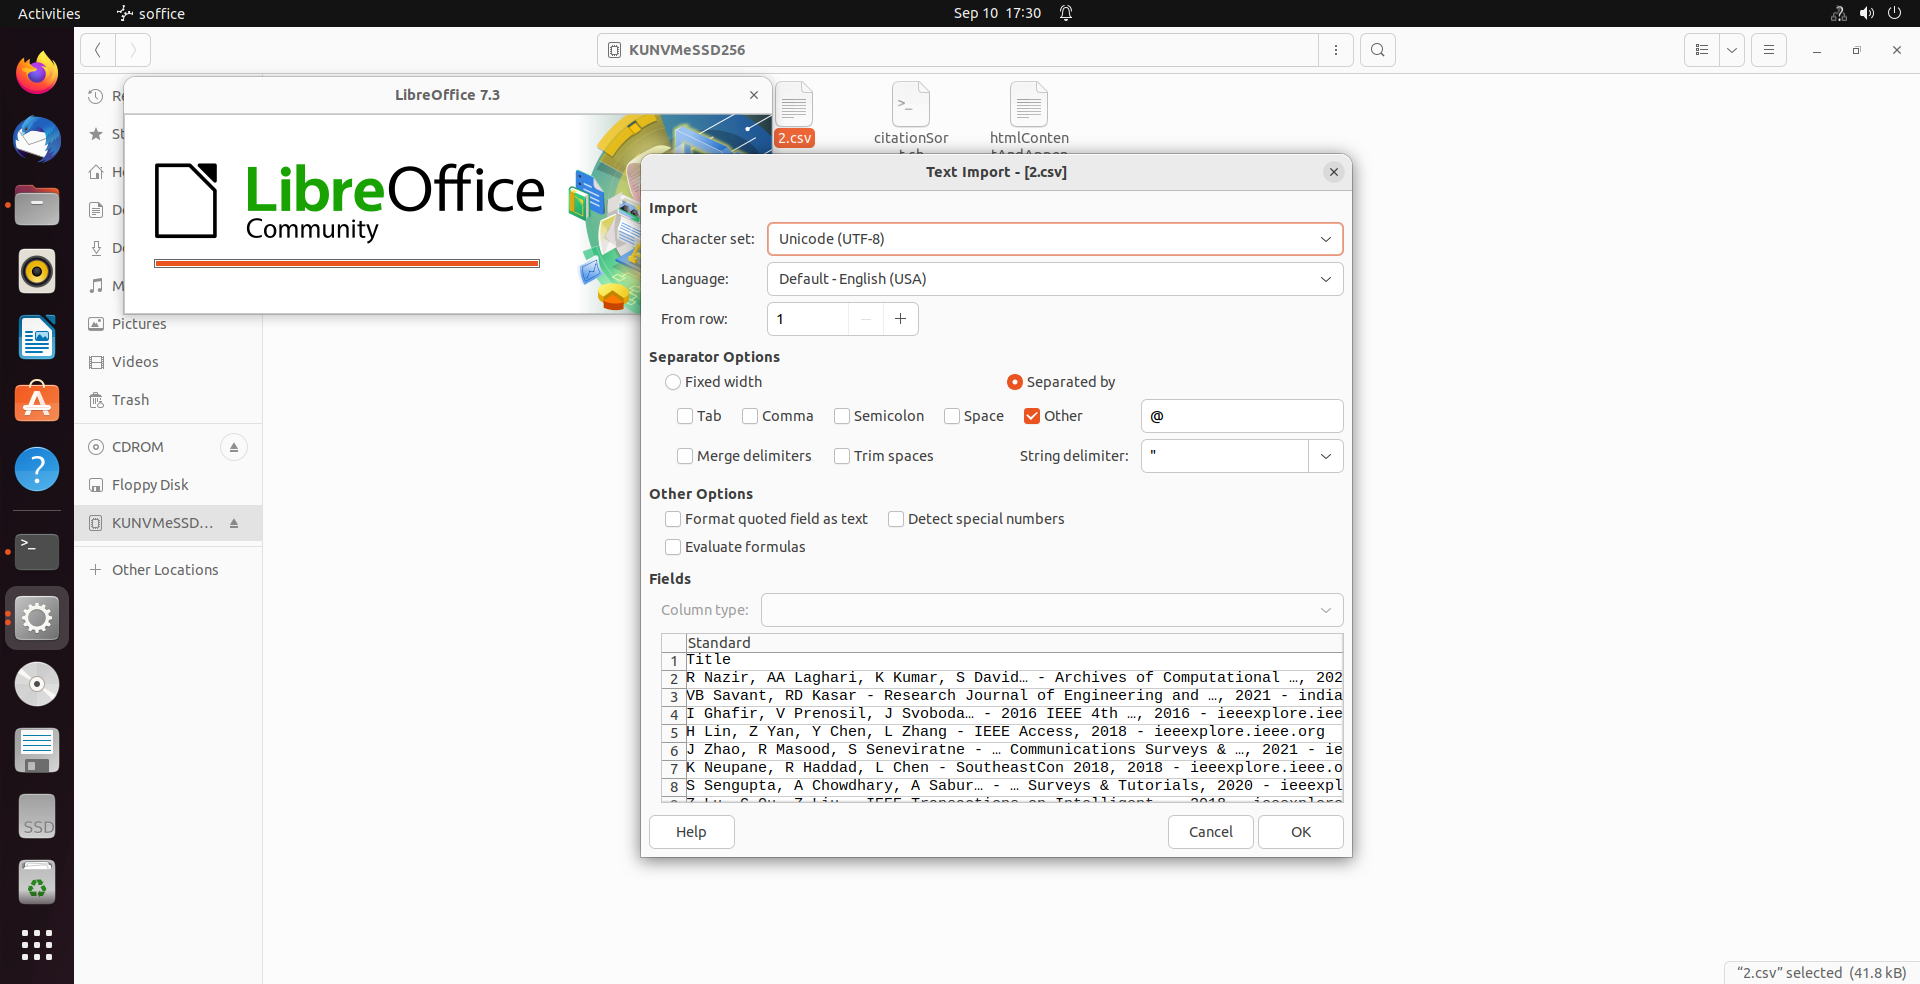 Activities
soffice
Sep 10 17:30
KUNVMeSSD256
LibreOffice 7.3
LibreOffice
Community
Pictures
Videos
Trash
CDROM
Floppy Disk
KUNVMeSSD...
Other Locations
2.csv
citationSor
htmlConten
Text Import - [2.csv]
Import
Character set: Unicode (UTF-8)
Language: Default - English (USA)
From row: 1
Separator Options
Fixed width Separated by
Tab Comma Semicolon Space Other @
Merge delimiters Trim spaces String delimiter: "
Other Options
Format quoted field as text Detect special numbers
Evaluate formulas
Fields
Column type:
Standard
1 Title
2 R Nazir, AA Laghari, K Kumar, S David… - Archives of Computational …, 202
3 VB Savant, RD Kasar - Research Journal of Engineering and …, 2021 - india
4 I Ghafir, V Prenosil, J Svoboda… - 2016 IEEE 4th …, 2016 - ieeexplore.iee
5 H Lin, Z Yan, Y Chen, L Zhang - IEEE Access, 2018 - ieeexplore.ieee.org
6 J Zhao, R Masood, S Seneviratne - … Communications Surveys & …, 2021 - ie
7 K Neupane, R Haddad, L Chen - SoutheastCon 2018, 2018 - ieeexplore.ieee.o
8 S Sengupta, A Chowdhary, A Sabur… - … Surveys & Tutorials, 2020 - ieeexpl
Help Cancel OK
SSD
"2.csv" selected (41.8 kB)